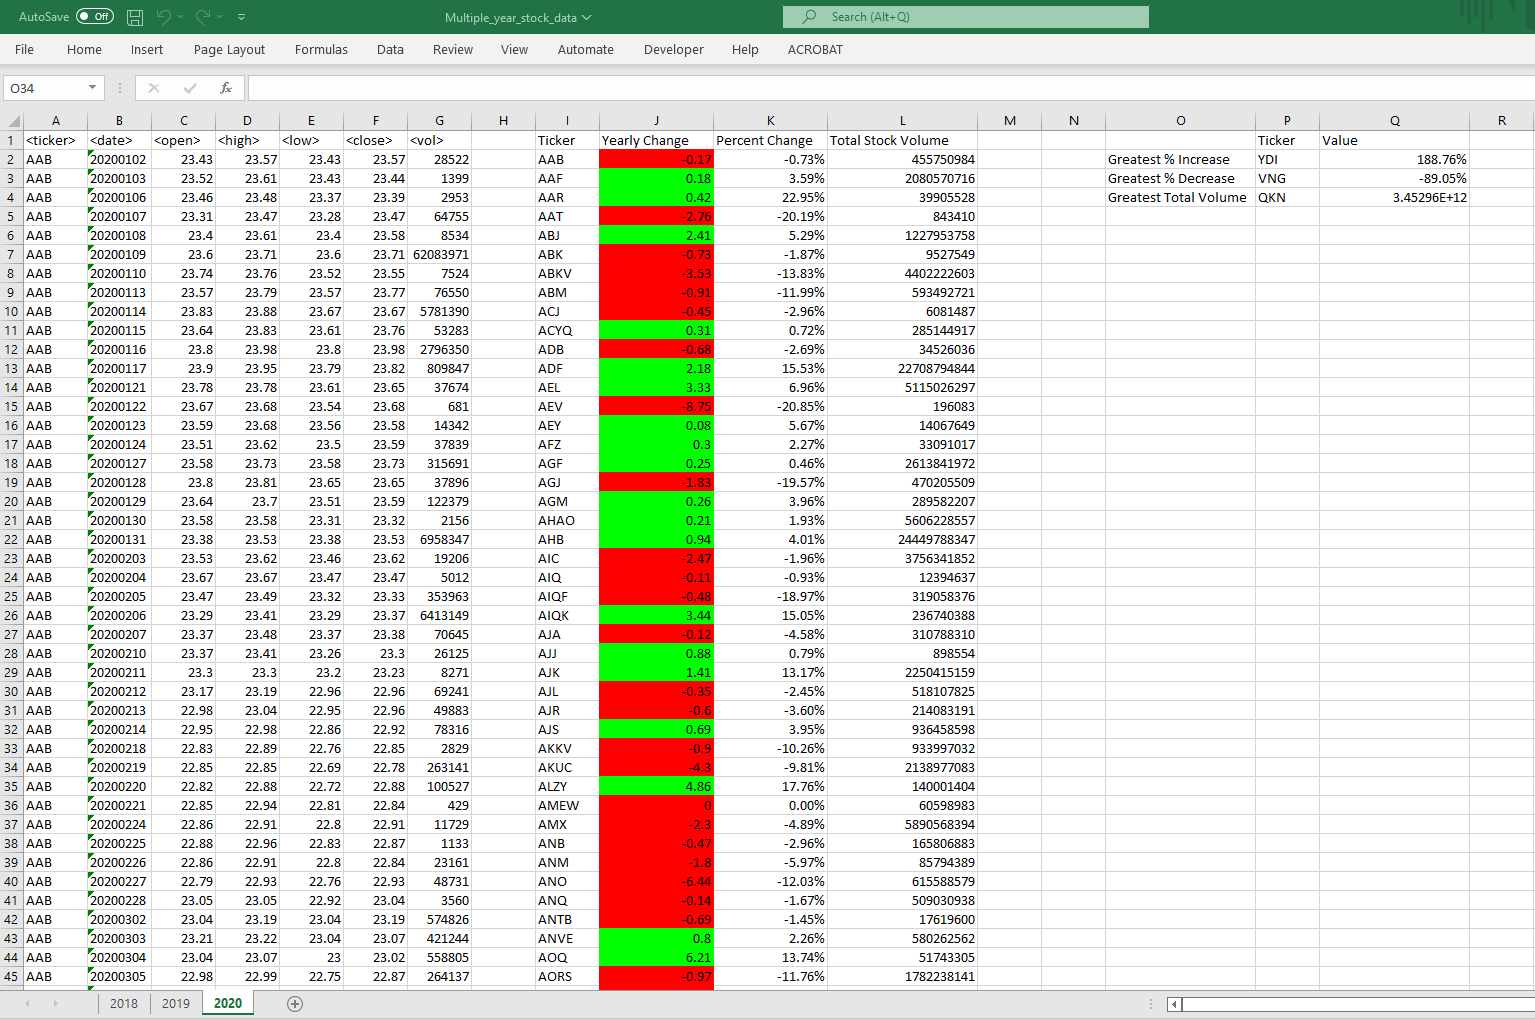 AutoSave Off Multiple_year_stock_data Search (Alt+Q)
File Home Insert Page Layout Formulas Data Review View Automate Developer Help ACROBAT
O34 fx
A B C D E F G H I J K L M N O P Q R
1 <ticker> <date> <open> <high> <low> <close> <vol> Ticker Yearly Change Percent Change Total Stock Volume Ticker Value
2 AAB 20200102 23.43 23.57 23.43 23.57 28522 AAB -0.17 -0.73% 455750984 Greatest % Increase YDI 188.76%
3 AAB 20200103 23.52 23.61 23.43 23.44 1399 AAF 0.18 3.59% 2080570716 Greatest % Decrease VNG -89.05%
4 AAB 20200106 23.46 23.48 23.37 23.39 2953 AAR 0.42 22.95% 39905528 Greatest Total Volume QKN 3.45296E+12
5 AAB 20200107 23.31 23.47 23.28 23.47 64755 AAT -2.76 -20.19% 843410
6 AAB 20200108 23.4 23.61 23.4 23.58 8534 ABJ 2.41 5.29% 1227953758
7 AAB 20200109 23.6 23.71 23.6 23.71 62083971 ABK -0.73 -1.87% 9527549
8 AAB 20200110 23.74 23.76 23.52 23.55 7524 ABKV -3.53 -13.83% 4402222603
9 AAB 20200113 23.57 23.79 23.57 23.77 76550 ABM -0.91 -11.99% 593492721
10 AAB 20200114 23.83 23.88 23.67 23.67 5781390 ACJ -0.45 -2.96% 6081487
11 AAB 20200115 23.64 23.83 23.61 23.76 53283 ACYQ 0.31 0.72% 285144917
12 AAB 20200116 23.8 23.98 23.8 23.98 2796350 ADB -0.68 -2.69% 34526036
13 AAB 20200117 23.9 23.95 23.79 23.82 809847 ADF 2.18 15.53% 22708794844
14 AAB 20200121 23.78 23.78 23.61 23.65 37674 AEL 3.33 6.96% 5115026297
15 AAB 20200122 23.67 23.68 23.54 23.68 681 AEV -8.75 -20.85% 196083
16 AAB 20200123 23.59 23.68 23.56 23.58 14342 AEY 0.08 5.67% 14067649
17 AAB 20200124 23.51 23.62 23.5 23.59 37839 AFZ 0.3 2.27% 33091017
18 AAB 20200127 23.58 23.73 23.58 23.73 315691 AGF 0.25 0.46% 2613841972
19 AAB 20200128 23.8 23.81 23.65 23.65 37896 AGJ -1.83 -19.57% 470205509
20 AAB 20200129 23.64 23.7 23.51 23.59 122379 AGM 0.26 3.96% 289582207
21 AAB 20200130 23.58 23.58 23.31 23.32 2156 AHAO 0.21 1.93% 5606228557
22 AAB 20200131 23.38 23.53 23.38 23.53 6958347 AHB 0.94 4.01% 24449788347
23 AAB 20200203 23.53 23.62 23.46 23.62 19206 AIC -2.47 -1.96% 3756341852
24 AAB 20200204 23.67 23.67 23.47 23.47 5012 AIQ -0.11 -0.93% 12394637
25 AAB 20200205 23.47 23.49 23.32 23.33 353963 AIQF -0.48 -18.97% 319058376
26 AAB 20200206 23.29 23.41 23.29 23.37 6413149 AIQK 3.44 15.05% 236740388
27 AAB 20200207 23.37 23.48 23.37 23.38 70645 AJA -0.12 -4.58% 310788310
28 AAB 20200210 23.37 23.41 23.26 23.3 26125 AJJ 0.88 0.79% 898554
29 AAB 20200211 23.3 23.3 23.2 23.23 8271 AJK 1.41 13.17% 2250415159
30 AAB 20200212 23.17 23.19 22.96 22.96 69241 AJL -0.35 -2.45% 518107825
31 AAB 20200213 22.98 23.04 22.95 22.96 49883 AJR -0.6 -3.60% 214083191
32 AAB 20200214 22.95 22.98 22.86 22.92 78316 AJS 0.69 3.95% 936458598
33 AAB 20200218 22.83 22.89 22.76 22.85 2829 AKKV -0.9 -10.26% 933997032
34 AAB 20200219 22.85 22.85 22.69 22.78 263141 AKUC -4.3 -9.81% 2138977083
35 AAB 20200220 22.82 22.88 22.72 22.88 100527 ALZY 4.86 17.76% 140001404
36 AAB 20200221 22.85 22.94 22.81 22.84 429 AMEW 0 0.00% 60598983
37 AAB 20200224 22.86 22.91 22.8 22.91 11729 AMX -2.3 -4.89% 5890568394
38 AAB 20200225 22.88 22.96 22.83 22.87 1133 ANB -0.47 -2.96% 165806883
39 AAB 20200226 22.86 22.91 22.8 22.84 23161 ANM -1.8 -5.97% 85794389
40 AAB 20200227 22.79 22.93 22.76 22.93 48731 ANO -6.44 -12.03% 615588579
41 AAB 20200228 23.05 23.05 22.92 23.04 3560 ANQ -0.14 -1.67% 509030938
42 AAB 20200302 23.04 23.19 23.04 23.19 574826 ANTB -0.69 -1.45% 17619600
43 AAB 20200303 23.21 23.22 23.04 23.07 421244 ANVE 0.8 2.26% 580262562
44 AAB 20200304 23.04 23.07 23 23.02 558805 AOQ 6.21 13.74% 51743305
45 AAB 20200305 22.98 22.99 22.75 22.87 264137 AORS -0.97 -11.76% 1782238141
2018 2019 2020